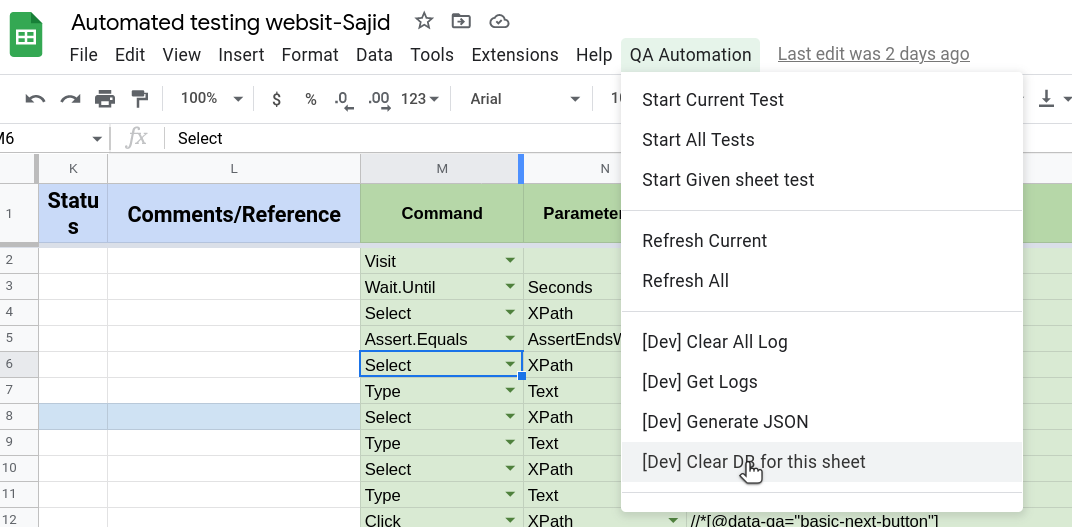 Automated testing websit-Sajid
File Edit View Insert Format Data Tools Extensions Help QA Automation Last edit was 2 days ago
100% $ % .0 .00 123 Arial 10
M6 Select
K L M N
1 Status Comments/Reference Command Parameter
2 Visit
3 Wait.Until Seconds
4 Select XPath
5 Assert.Equals AssertEndsW
6 Select XPath
7 Type Text
8 Select XPath
9 Type Text
10 Select XPath
11 Type Text
12 Click XPath //*[@data-qa="basic-next-button"]
Start Current Test
Start All Tests
Start Given sheet test
Refresh Current
Refresh All
[Dev] Clear All Log
[Dev] Get Logs
[Dev] Generate JSON
[Dev] Clear DB for this sheet